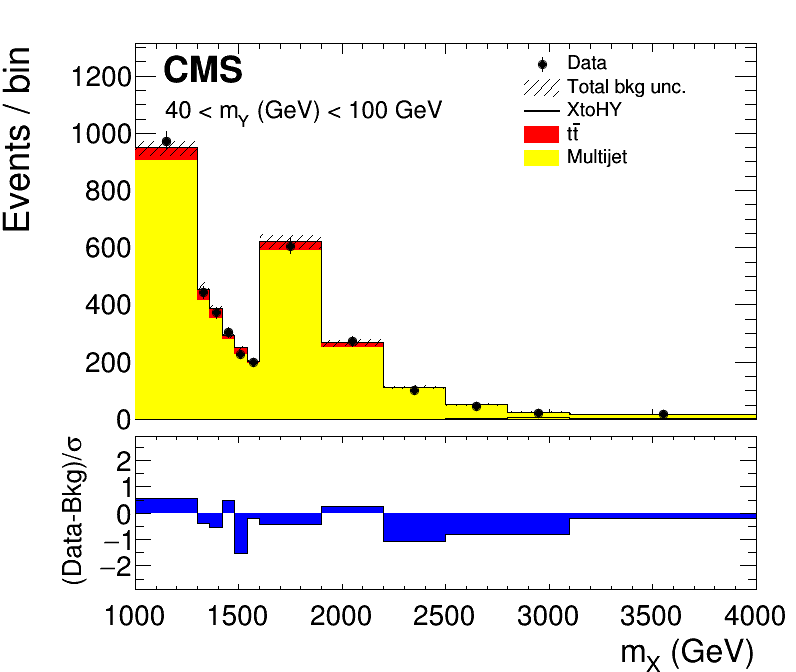 Events / bin
1200
1000
800
600
400
200
0
CMS
40 < m_Y (GeV) < 100 GeV
Data
Total bkg unc.
XtoHY
tt̄
Multijet
(Data-Bkg)/σ
2
1
0
−1
−2
1000 1500 2000 2500 3000 3500 4000
m_X (GeV)